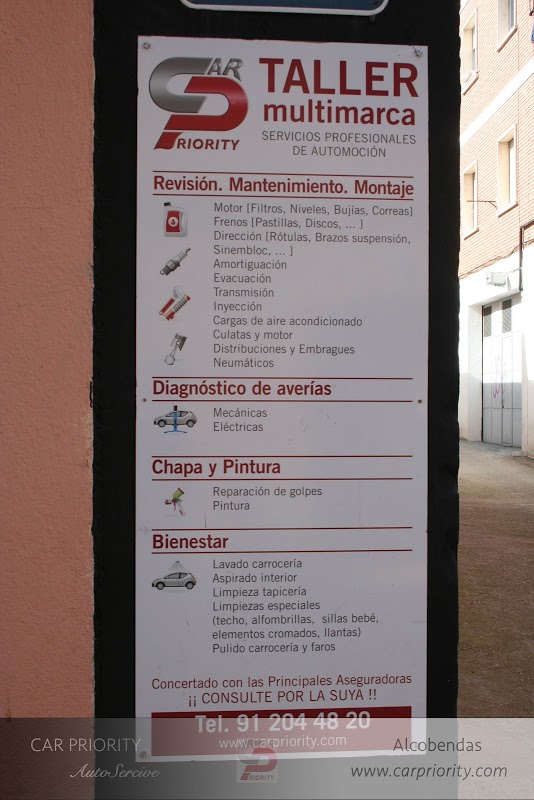 CAR
PRIORITY
TALLER
multimarca
SERVICIOS PROFESIONALES
DE AUTOMOCIÓN
Revisión. Mantenimiento. Montaje
Motor [Filtros, Niveles, Bujías, Correas]
Frenos [Pastillas, Discos, ... ]
Dirección [Rótulas, Brazos suspensión,
Sinembloc, ... ]
Amortiguación
Evacuación
Transmisión
Inyección
Cargas de aire acondicionado
Culatas y motor
Distribuciones y Embragues
Neumáticos
Diagnóstico de averías
Mecánicas
Eléctricas
Chapa y Pintura
Reparación de golpes
Pintura
Bienestar
Lavado carrocería
Aspirado interior
Limpieza tapicería
Limpiezas especiales
(techo, alfombrillas, sillas bebé,
elementos cromados, llantas)
Pulido carrocería y faros
Concertado con las Principales Aseguradoras
¡¡ CONSULTE POR LA SUYA !!
Tel. 91 204 48 20
www.carpriority.com
CAR PRIORITY
AutoSercive
PRIORITY
Alcobendas
www.carpriority.com